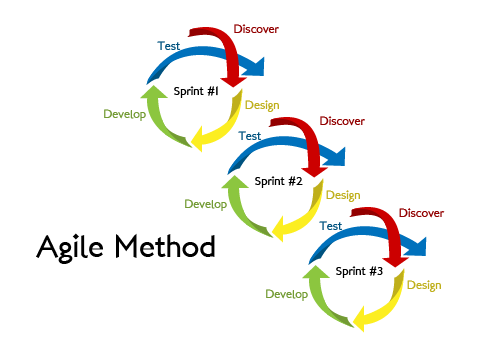 Discover
Test
Sprint #1
Design
Develop
Discover
Test
Sprint #2
Design
Develop
Discover
Test
Sprint #3
Design
Develop
Agile Method